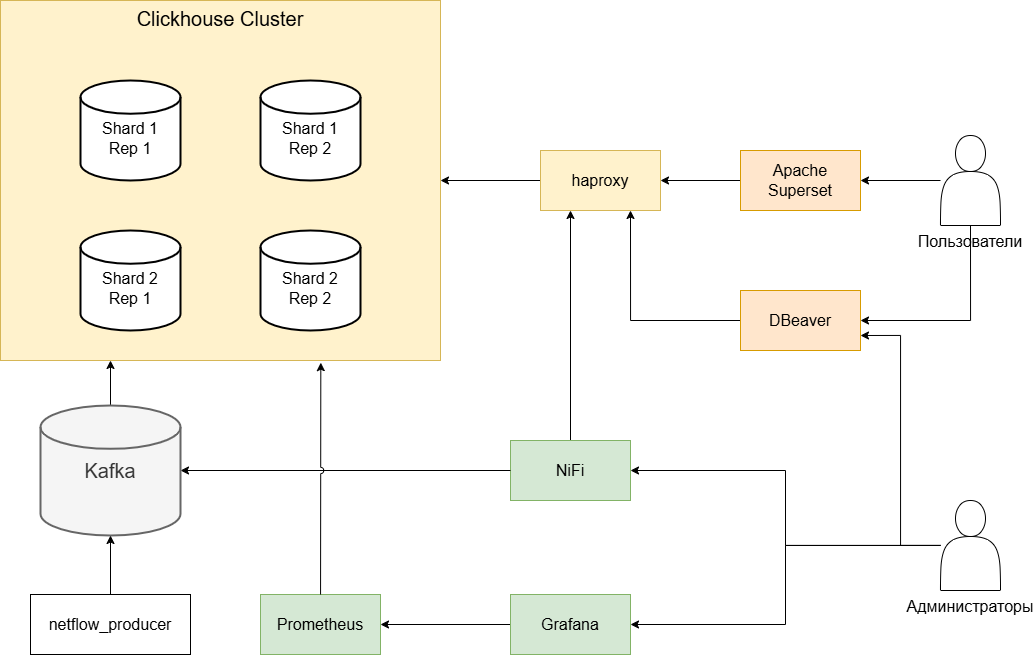 Clickhouse Cluster
Shard 1
Rep 1
Shard 1
Rep 2
Shard 2
Rep 1
Shard 2
Rep 2
haproxy
Apache
Superset
Пользователи
DBeaver
Kafka
NiFi
netflow_producer
Prometheus
Grafana
Администраторы